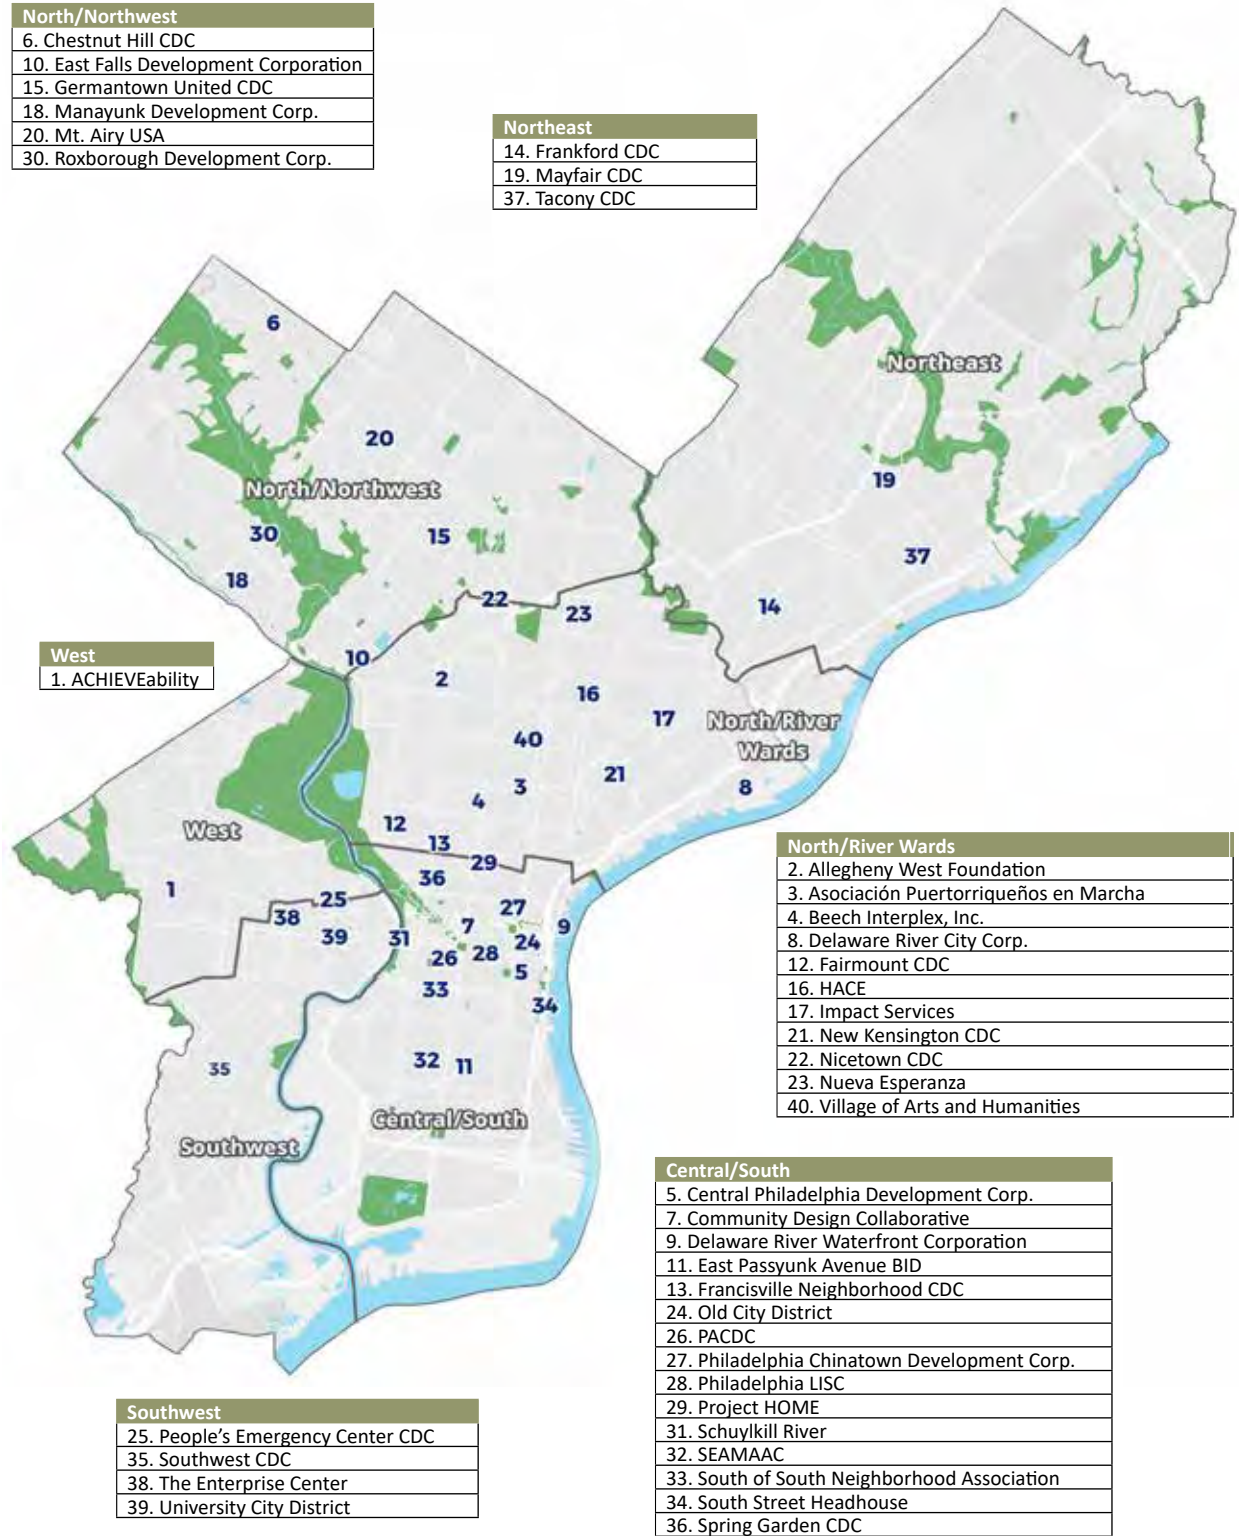 North/Northwest
6. Chestnut Hill CDC
10. East Falls Development Corporation
15. Germantown United CDC
18. Manayunk Development Corp.
20. Mt. Airy USA
30. Roxborough Development Corp.
Northeast
14. Frankford CDC
19. Mayfair CDC
37. Tacony CDC
6
Northeast
20
19
North/Northwest
30
15
37
18
22
23
14
West
1. ACHIEVEability
10
2
16
17
North/River
Wards
40
21
3
8
4
12
West
13
29
36
1
25
27
38
7
9
39
31
24
26
28
5
33
34
32
11
35
Central/South
Southwest
North/River Wards
2. Allegheny West Foundation
3. Asociación Puertorriqueños en Marcha
4. Beech Interplex, Inc.
8. Delaware River City Corp.
12. Fairmount CDC
16. HACE
17. Impact Services
21. New Kensington CDC
22. Nicetown CDC
23. Nueva Esperanza
40. Village of Arts and Humanities
Central/South
5. Central Philadelphia Development Corp.
7. Community Design Collaborative
9. Delaware River Waterfront Corporation
11. East Passyunk Avenue BID
13. Francisville Neighborhood CDC
24. Old City District
26. PACDC
27. Philadelphia Chinatown Development Corp.
28. Philadelphia LISC
29. Project HOME
31. Schuylkill River
32. SEAMAAC
33. South of South Neighborhood Association
34. South Street Headhouse
36. Spring Garden CDC
Southwest
25. People's Emergency Center CDC
35. Southwest CDC
38. The Enterprise Center
39. University City District